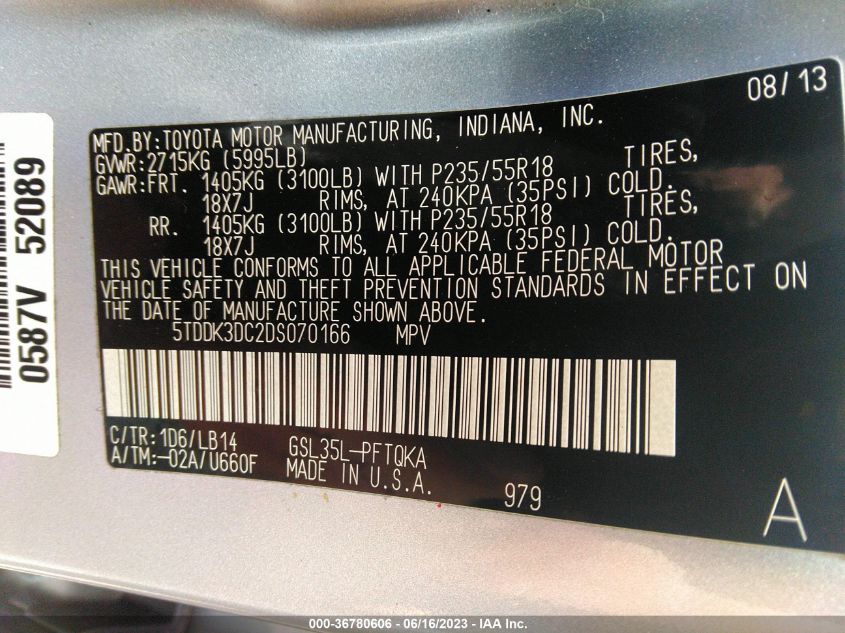 08/13
MFD.BY:TOYOTA MOTOR MANUFACTURING, INDIANA, INC.
GVWR:2715KG (5995LB)
GAWR:FRT. 1405KG (3100LB) WITH P235/55R18 TIRES,
18X7J RIMS, AT 240KPA (35PSI) COLD.
RR. 1405KG (3100LB) WITH P235/55R18 TIRES,
18X7J RIMS, AT 240KPA (35PSI) COLD.
THIS VEHICLE CONFORMS TO ALL APPLICABLE FEDERAL MOTOR
VEHICLE SAFETY AND THEFT PREVENTION STANDARDS IN EFFECT ON
THE DATE OF MANUFACTURE SHOWN ABOVE.
5TDDK3DC2DS070166 MPV
C/TR:1D6/LB14 GSL35L-PFTQKA
A/TM:-02A/U660F MADE IN U.S.A.
979
A
0587V 52089
000-36780606 - 06/16/2023 - IAA Inc.